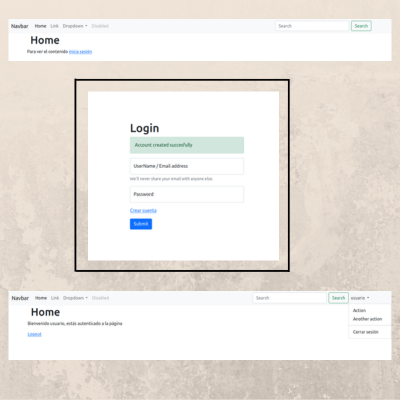 Navbar Home Link Dropdown Disabled Search Search
Home
Para ver el contenido inicia sesión
Login
Account created succesfully
UserName / Email address
We'll never share your email with anyone else.
Password
Crear cuenta
Submit
Navbar Home Link Dropdown Disabled Search Search usuario
Home
Bienvenido usuario, estás autenticado a la página
Logout
Action
Another action
Cerrar sesión